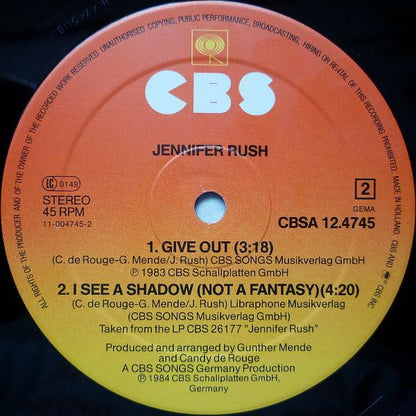 ALL RIGHTS OF THE PRODUCER AND OF THE OWNER OF THE RECORDED WORK RESERVED. UNAUTHORISED COPYING, PUBLIC PERFORMANCE, BROADCASTING, HIRING OR RENTAL OF THIS RECORDING PROHIBITED. MADE IN HOLLAND. CBS AND ARE ® CBS INC.
CBS
JENNIFER RUSH
LC 0149
STEREO
45 RPM
11-004745-2
2
GEMA
CBSA 12.4745
1. GIVE OUT (3:18)
(C. de Rouge-G. Mende/J. Rush) CBS SONGS Musikverlag GmbH
℗ 1983 CBS Schallplatten GmbH
2. I SEE A SHADOW (NOT A FANTASY)(4:20)
(C. de Rouge-G. Mende/J. Rush) Libraphone Musikverlag
(CBS SONGS Musikverlag GmbH)
Taken from the LP CBS 26177 "Jennifer Rush"
Produced and arranged by Gunther Mende
and Candy de Rouge
A CBS SONGS Germany Production
℗ 1984 CBS Schallplatten GmbH,
Germany